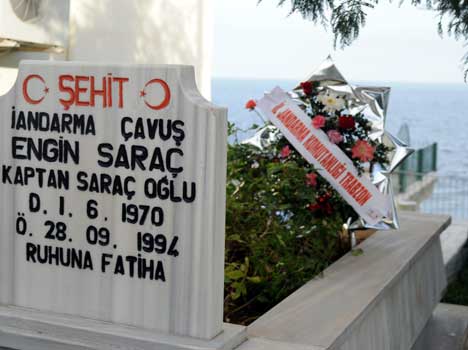 ŞEHİT
JANDARMA ÇAVUŞ
ENGİN SARAÇ
KAPTAN SARAÇ OĞLU
D. 1. 6. 1970
Ö. 28. 09. 1994
RUHUNA FATİHA
JANDARMA KOMUTANLIĞI TRABZON